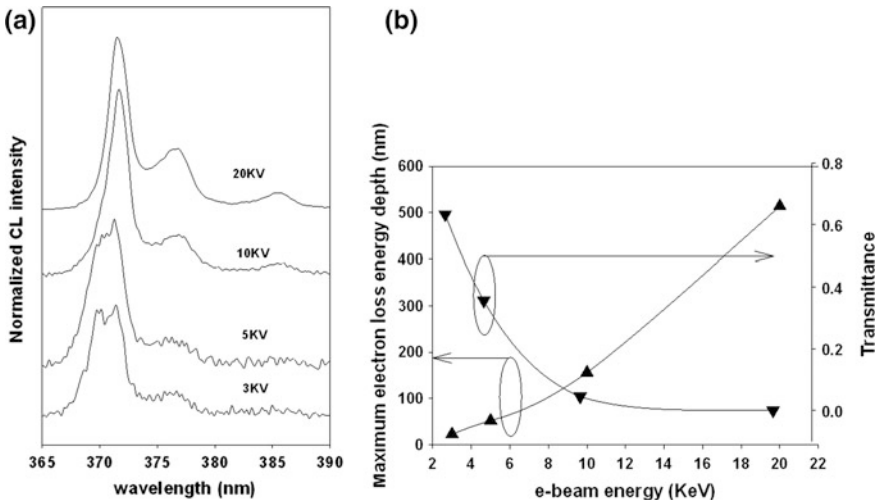 (a)
Normalized CL intensity
20KV
10KV
5KV
3KV
365 370 375 380 385 390
wavelength (nm)
(b)
Maximum electron loss energy depth (nm)
600
500
400
300
200
100
0
0.8
0.6
0.4
0.2
0.0
Transmittance
2 4 6 8 10 12 14 16 18 20 22
e-beam energy (KeV)